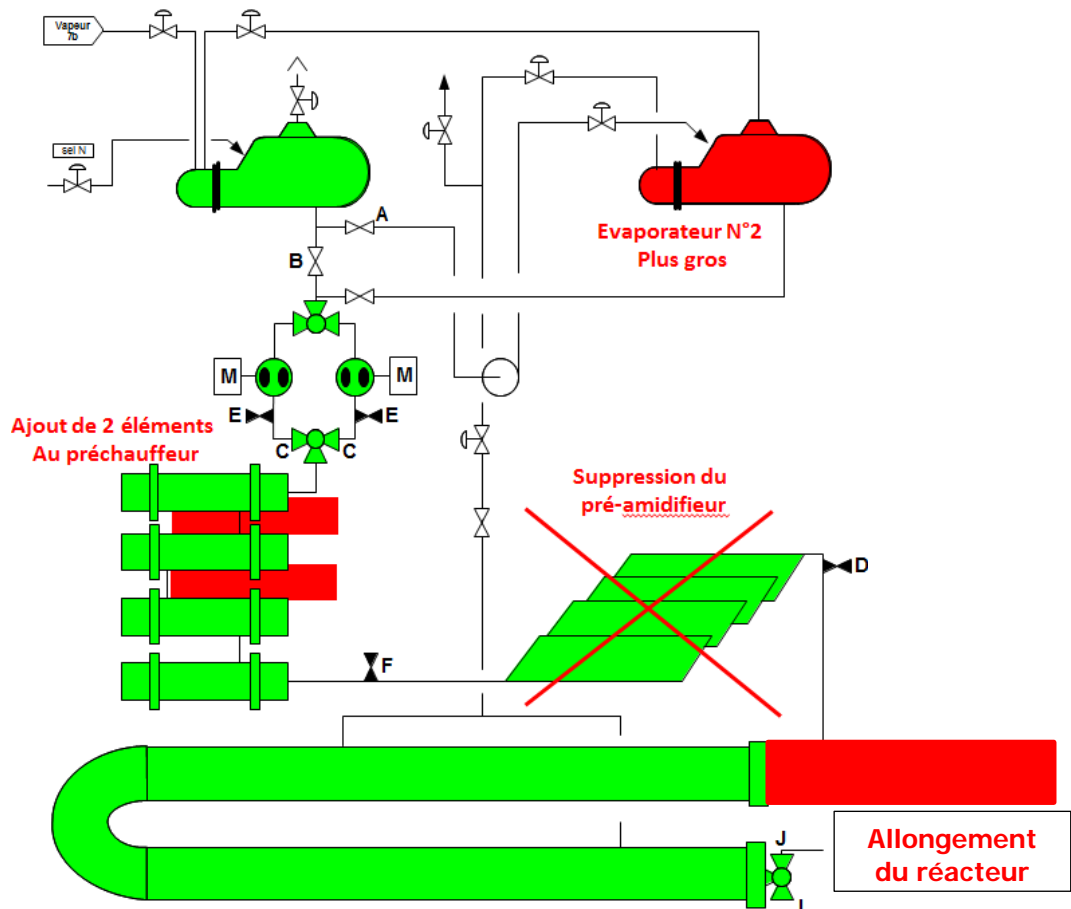 Vapeur
7b
sel N
A
B
Evaporateur N°2
Plus gros
M
M
E
E
Ajout de 2 éléments
Au préchauffeur
C
C
Suppression du
pré-amidifieur
D
F
J
Allongement
du réacteur